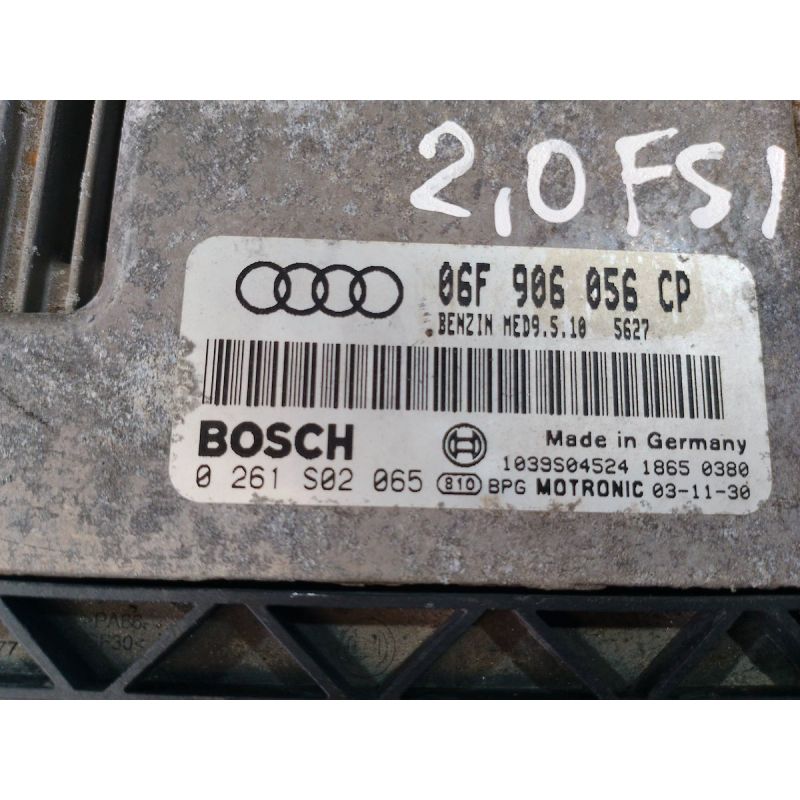 2,0 FSI
06F 906 056 CP
BENZIN MED9.5.10 5627
BOSCH
Made in Germany
1039S04524 1865 0380
0 261 S02 065 810 BPG MOTRONIC 03-11-30
77